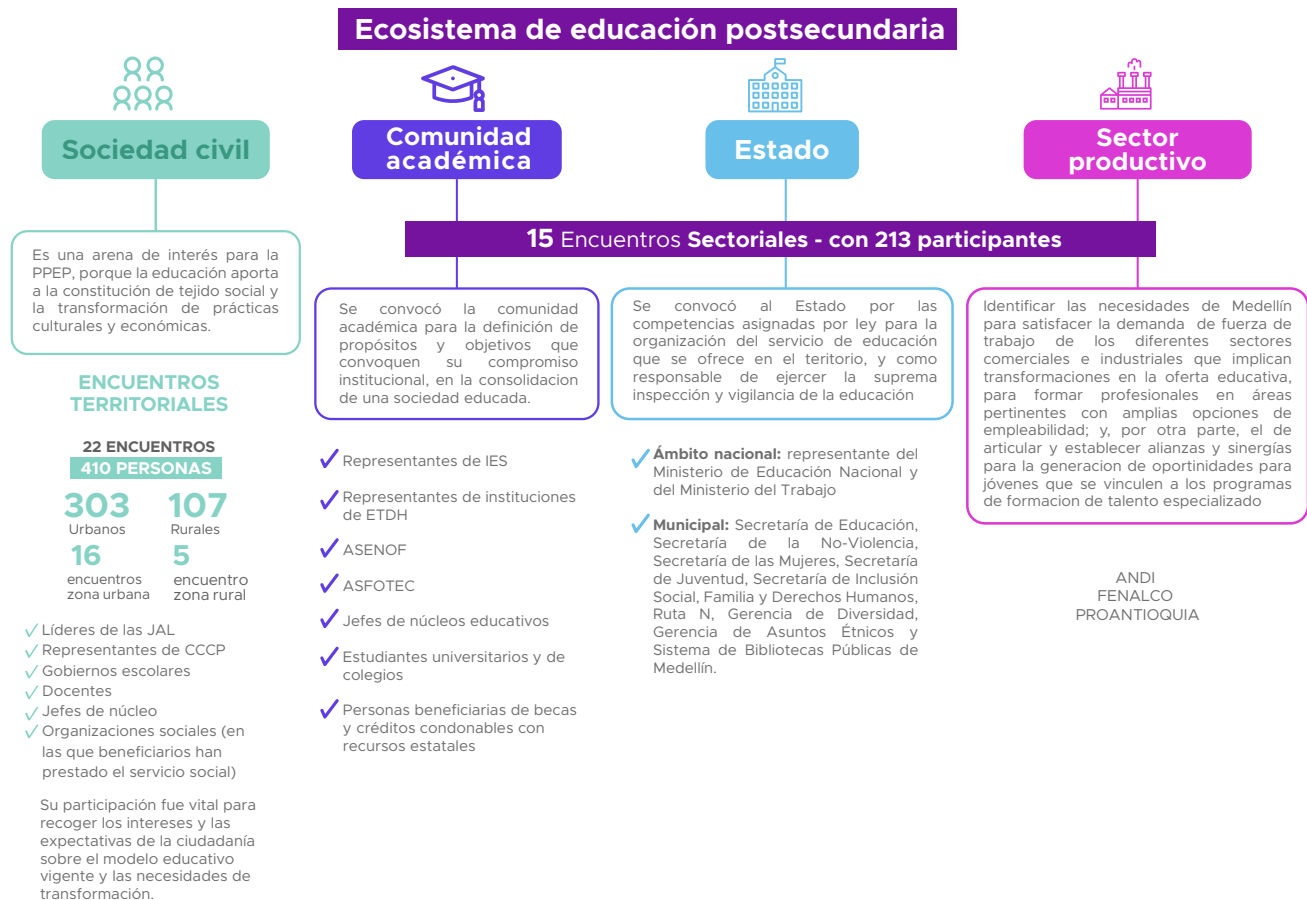 Ecosistema de educación postsecundaria
Sociedad civil
Es una arena de interés para la
PPEP, porque la educación aporta
a la constitución de tejido social y
la transformación de prácticas
culturales y económicas.
ENCUENTROS
TERRITORIALES
22 ENCUENTROS
410 PERSONAS
303
Urbanos
107
Rurales
16
encuentros
zona urbana
5
encuentro
zona rural
Líderes de las JAL
Representantes de CCCP
Gobiernos escolares
Docentes
Jefes de núcleo
Organizaciones sociales (en
las que beneficiarios han
prestado el servicio social)
Su participación fue vital para
recoger los intereses y las
expectativas de la ciudadanía
sobre el modelo educativo
vigente y las necesidades de
transformación.
Comunidad
académica
Estado
Sector
productivo
15 Encuentros Sectoriales - con 213 participantes
Se convocó la comunidad
académica para la definición de
propósitos y objetivos que
convoquen su compromiso
institucional, en la consolidacion
de una sociedad educada.
Representantes de IES
Representantes de instituciones
de ETDH
ASENOF
ASFOTEC
Jefes de núcleos educativos
Estudiantes universitarios y de
colegios
Personas beneficiarias de becas
y créditos condonables con
recursos estatales
Se convocó al Estado por las
competencias asignadas por ley para la
organización del servicio de educación
que se ofrece en el teritorio, y como
responsable de ejercer la suprema
inspección y vigilancia de la educación
Ámbito nacional: representante del
Ministerio de Educación Nacional y
del Ministerio del Trabajo
Municipal: Secretaría de Educación,
Secretaría de la No-Violencia,
Secretaría de las Mujeres, Secretaría
de Juventud, Secretaría de Inclusión
Social, Familia y Derechos Humanos,
Ruta N, Gerencia de Diversidad,
Gerencia de Asuntos Étnicos y
Sistema de Bibliotecas Públicas de
Medellín.
Identificar las necesidades de Medellín
para satisfacer la demanda de fuerza de
trabajo de los diferentes sectores
comerciales e industriales que implican
transformaciones en la oferta educativa,
para formar profesionales en áreas
pertinentes con amplias opciones de
empleabilidad; y, por otra parte, el de
articular y establecer alianzas y sinergías
para la generacion de oportinidades para
jóvenes que se vinculen a los programas
de formacion de talento especializado
ANDI
FENALCO
PROANTIOQUIA